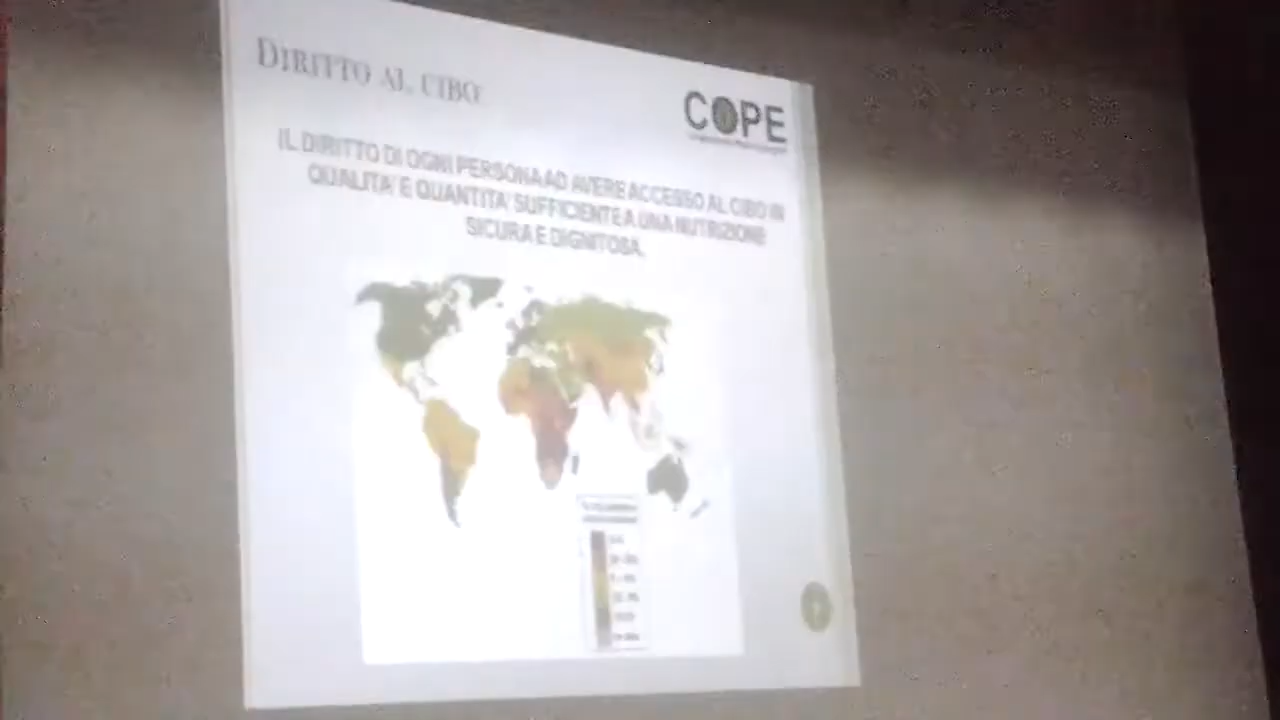 DIRITTO AL CIBO
COPE
IL DIRITTO DI OGNI PERSONA AD AVERE ACCESSO AL CIBO IN
QUALITA' E QUANTITA' SUFFICIENTE A UNA NUTRIZIONE
SICURA E DIGNITOSA.